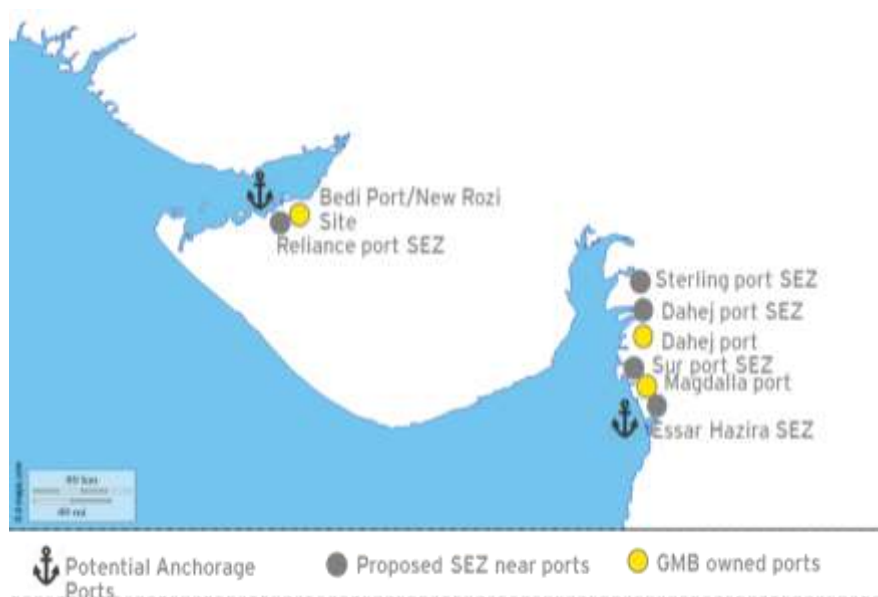 Bedi Port/New Rozi
Site
Reliance port SEZ
Sterling port SEZ
Dahej port SEZ
Dahej port
Sur port SEZ
Magdalla port
Essar Hazira SEZ
Potential Anchorage
Ports
Proposed SEZ near ports
GMB owned ports